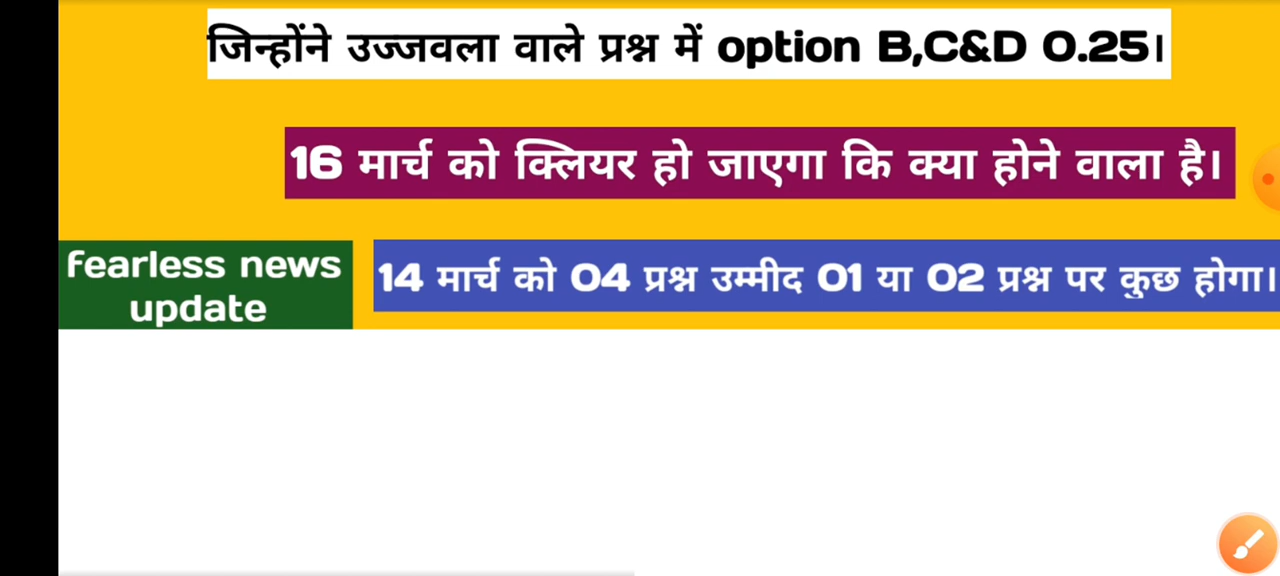 जिन्होंने उज्जवला वाले प्रश्न में option B,C&D 0.25।
16 मार्च को क्लियर हो जाएगा कि क्या होने वाला है।
fearless news
update
14 मार्च को 04 प्रश्न उम्मीद 01 या 02 प्रश्न पर कुछ होगा।